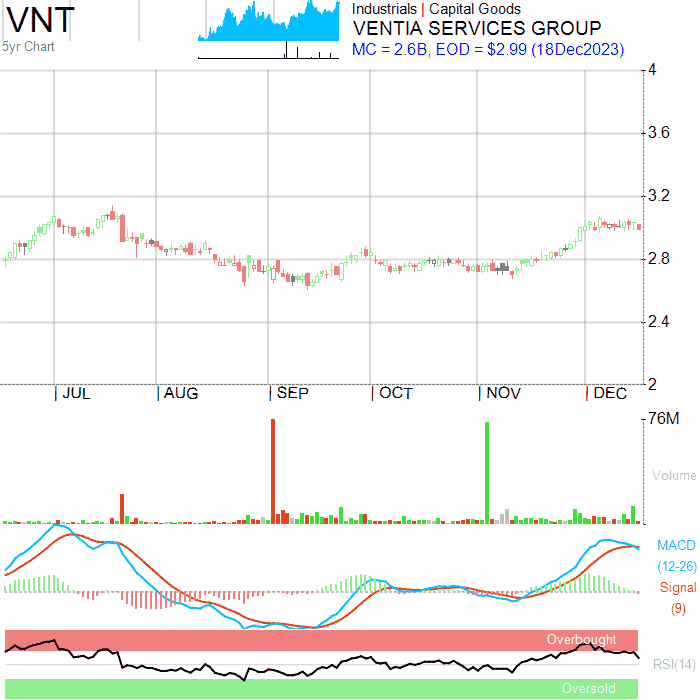 VNT
5yr Chart
Industrials | Capital Goods
VENTIA SERVICES GROUP
MC = 2.6B, EOD = $2.99 (18Dec2023)
4
3.6
3.2
2.8
2.4
2
JUL AUG SEP OCT NOV DEC
76M
Volume
MACD
(12-26)
Signal
(9)
Overbought
RSI(14)
Oversold